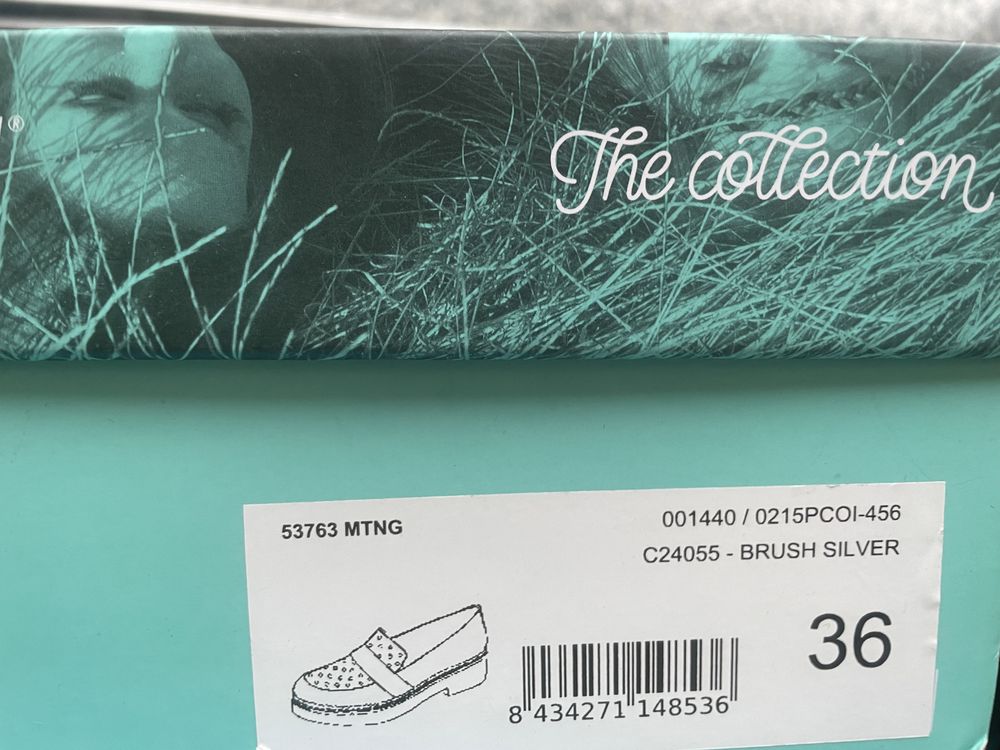 The collection
53763 MTNG
001440 / 0215PCOI-456
C24055 - BRUSH SILVER
36
8 434271 148536